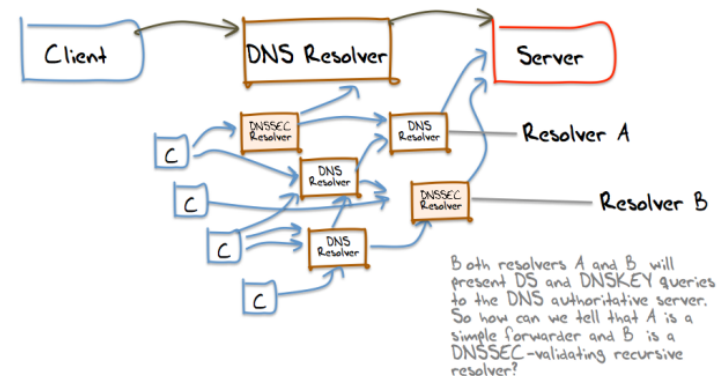 Client
DNS Resolver
Server
DNSSEC
Resolver
DNS
Resolver
Resolver A
C
DNS
Resolver
C
DNSSEC
Resolver
Resolver B
C
DNS
Resolver
C
Both resolvers A and B will
present DS and DNSKEY queries
to the DNS authoritative server.
So how can we tell that A is a
simple forwarder and B is a
DNSSEC-validating recursive
resolver?